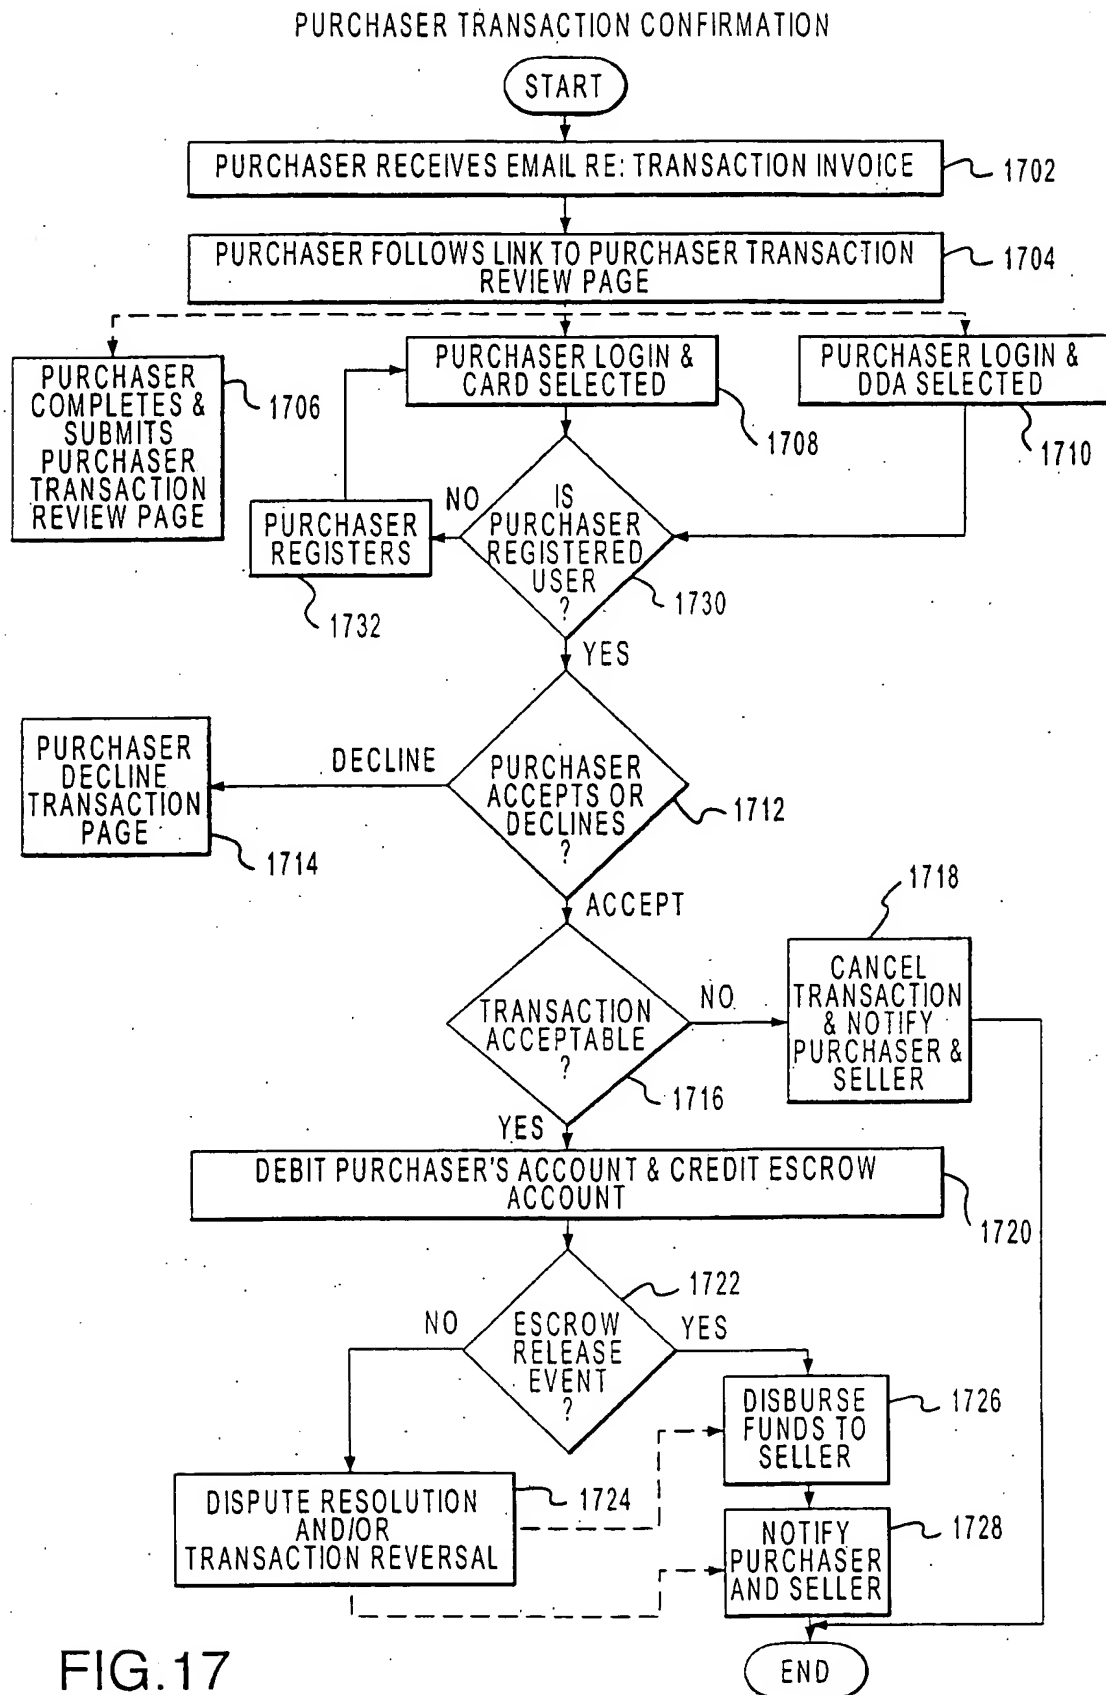 PURCHASER TRANSACTION CONFIRMATION
START
PURCHASER RECEIVES EMAIL RE: TRANSACTION INVOICE
1702
PURCHASER FOLLOWS LINK TO PURCHASER TRANSACTION
REVIEW PAGE
1704
PURCHASER
COMPLETES &
SUBMITS
PURCHASER
TRANSACTION
REVIEW PAGE
1706
PURCHASER LOGIN &
CARD SELECTED
1708
PURCHASER LOGIN &
DDA SELECTED
1710
NO
IS
PURCHASER
REGISTERED
USER
?
1730
PURCHASER
REGISTERS
1732
YES
PURCHASER
DECLINE
TRANSACTION
PAGE
1714
DECLINE
PURCHASER
ACCEPTS OR
DECLINES
?
1712
ACCEPT
1718
TRANSACTION
ACCEPTABLE
?
1716
NO
CANCEL
TRANSACTION
& NOTIFY
PURCHASER &
SELLER
YES
DEBIT PURCHASER'S ACCOUNT & CREDIT ESCROW
ACCOUNT
1720
1722
NO
ESCROW
RELEASE
EVENT
?
YES
DISBURSE
FUNDS TO
SELLER
1726
DISPUTE RESOLUTION
AND/OR
TRANSACTION REVERSAL
1724
NOTIFY
PURCHASER
AND SELLER
1728
END
FIG.17